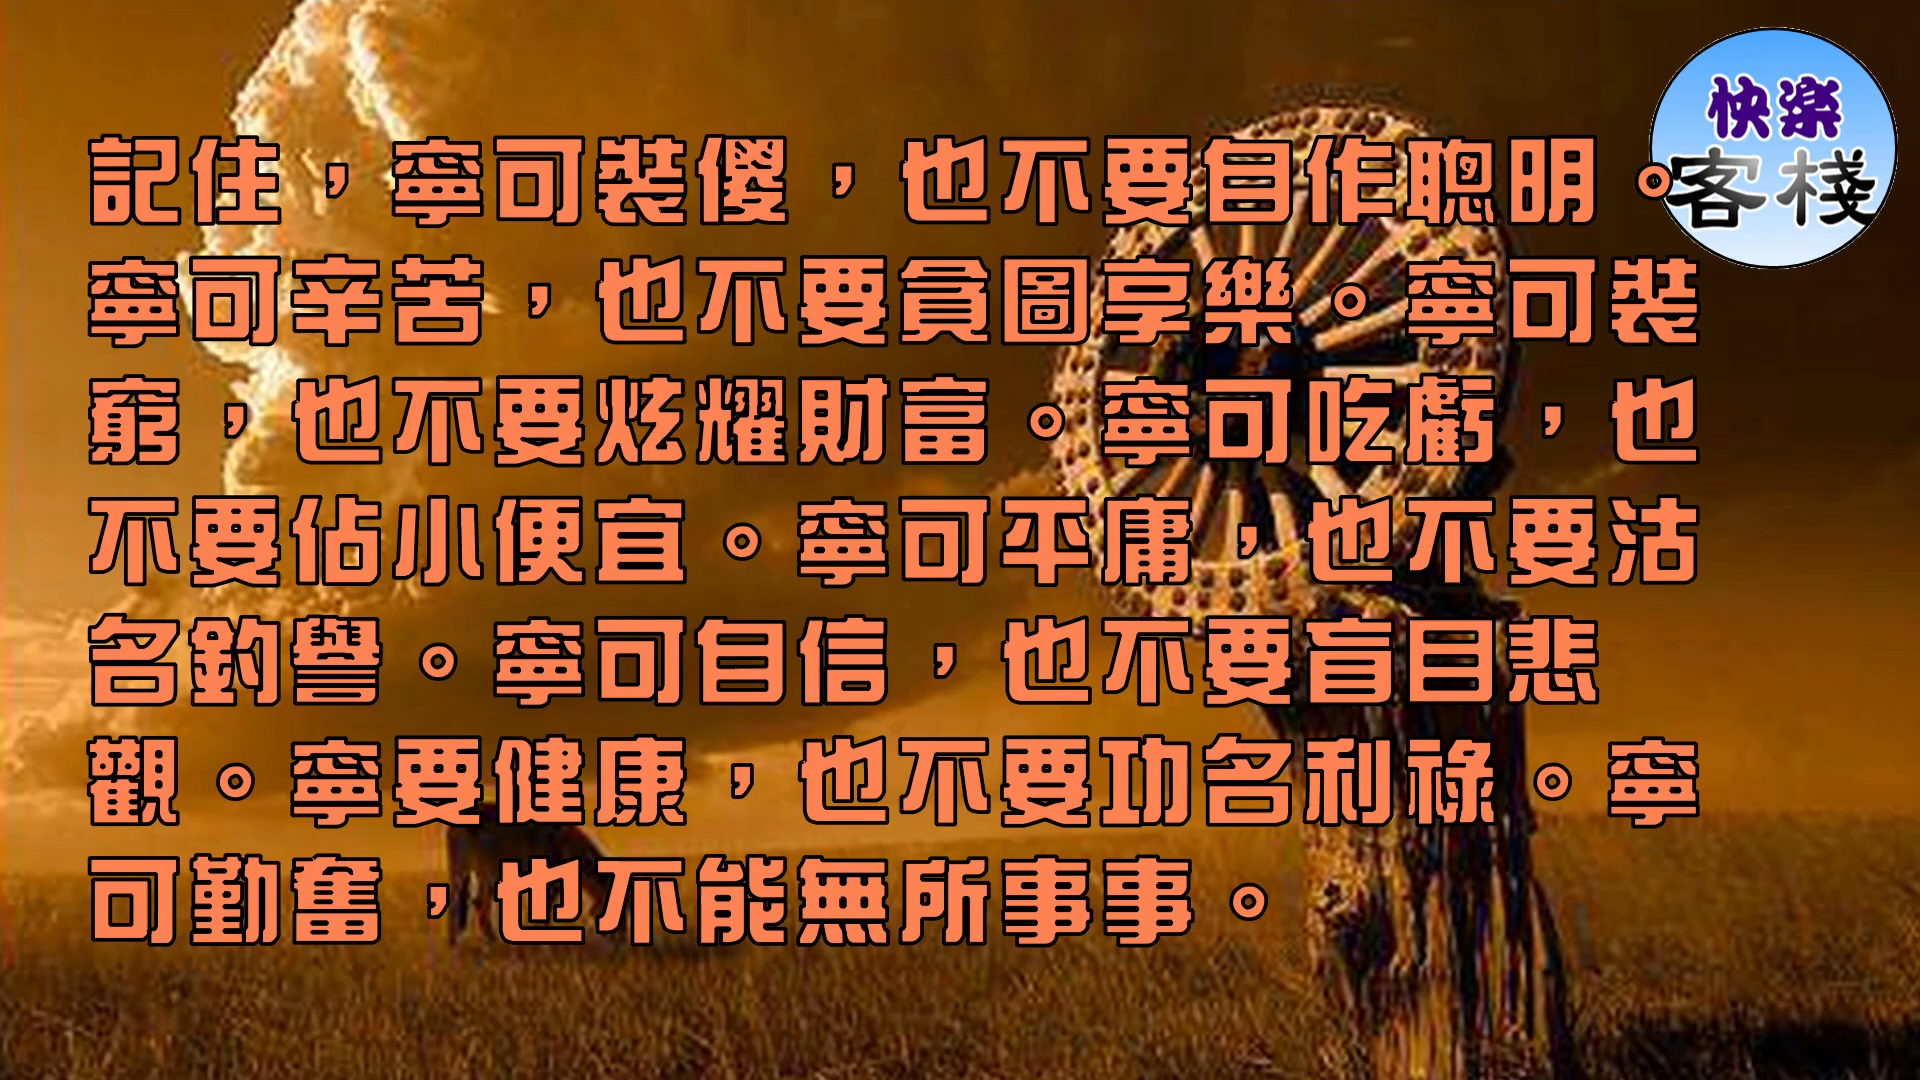 快樂
客棧
記住，寧可裝傻，也不要自作聰明。
寧可辛苦，也不要貪圖享樂。寧可裝
窮，也不要炫耀財富。寧可吃虧，也
不要佔小便宜。寧可平庸，也不要沽
名釣譽。寧可自信，也不要盲目悲
觀。寧要健康，也不要功名利祿。寧
可勤奮，也不能無所事事。